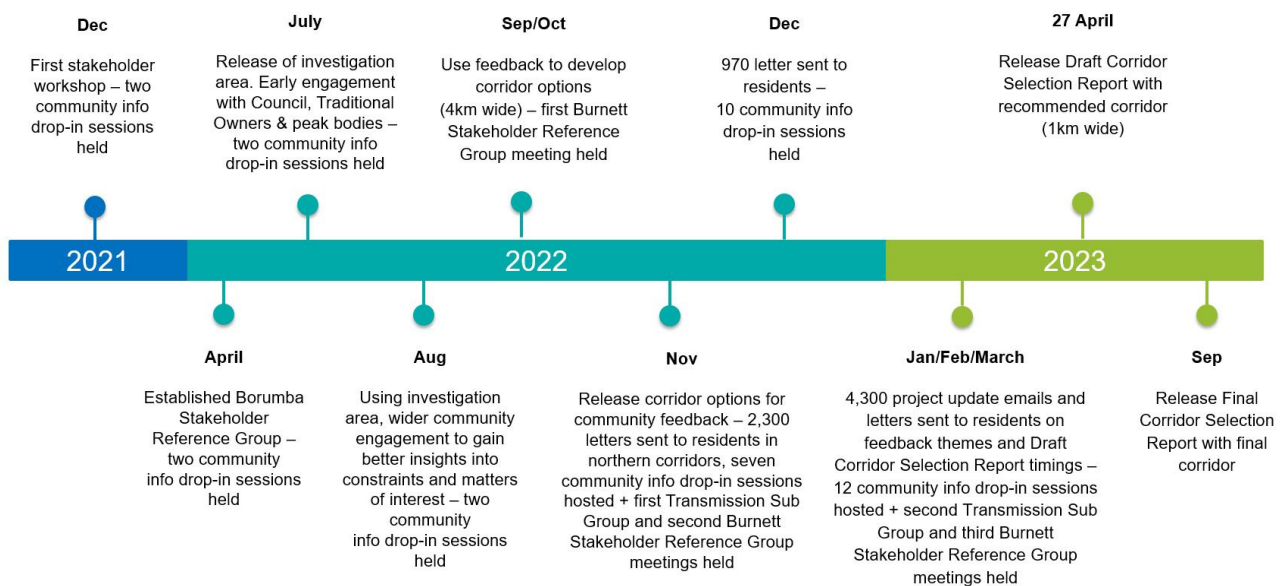 Dec
First stakeholder
workshop – two
community info
drop-in sessions
held
July
Release of investigation
area. Early engagement
with Council, Traditional
Owners & peak bodies –
two community info
drop-in sessions held
Sep/Oct
Use feedback to develop
corridor options
(4km wide) – first Burnett
Stakeholder Reference
Group meeting held
Dec
970 letter sent to
residents –
10 community info
drop-in sessions
held
27 April
Release Draft Corridor
Selection Report with
recommended corridor
(1km wide)
2021
2022
2023
April
Established Borumba
Stakeholder
Reference Group –
two community
info drop-in sessions
held
Aug
Using investigation
area, wider community
engagement to gain
better insights into
constraints and matters
of interest – two
community
info drop-in sessions
held
Nov
Release corridor options for
community feedback – 2,300
letters sent to residents in
northern corridors, seven
community info drop-in sessions
hosted + first Transmission Sub
Group and second Burnett
Stakeholder Reference Group
meetings held
Jan/Feb/March
4,300 project update emails and
letters sent to residents on
feedback themes and Draft
Corridor Selection Report timings –
12 community info drop-in sessions
hosted + second Transmission Sub
Group and third Burnett
Stakeholder Reference Group
meetings held
Sep
Release Final
Corridor Selection
Report with final
corridor